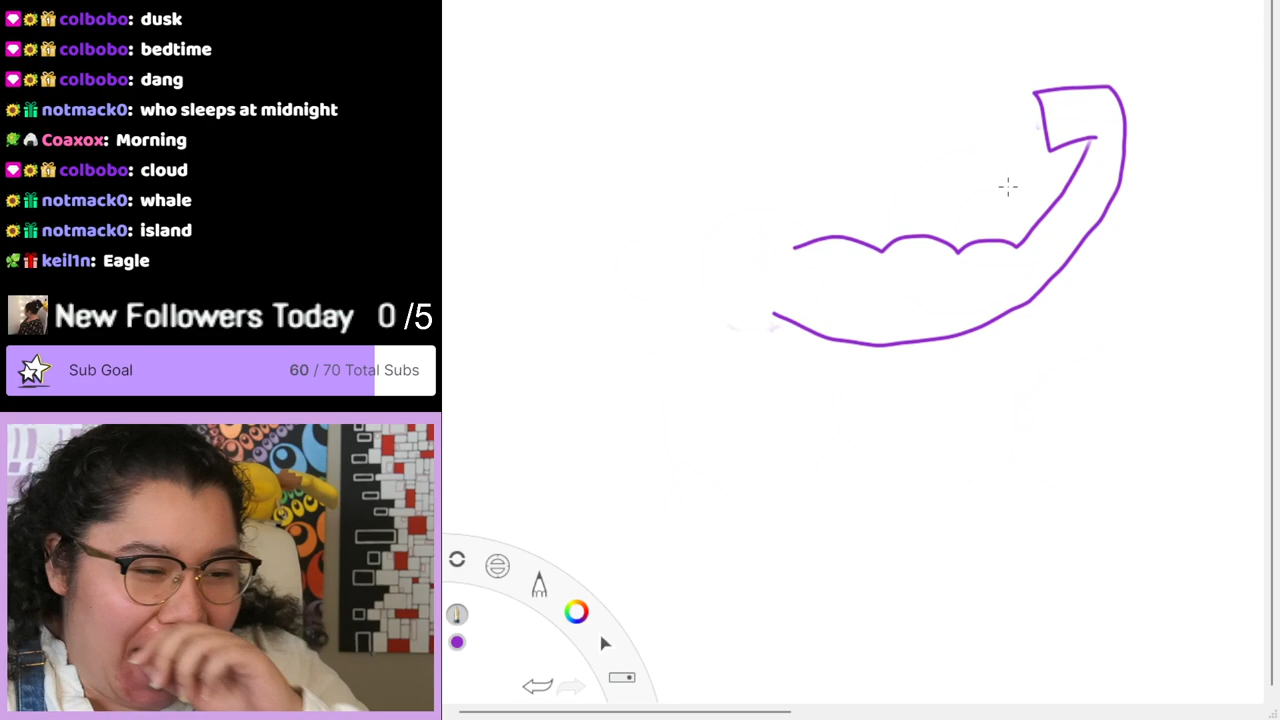 colbobo: dusk
colbobo: bedtime
colbobo: dang
notmack0: who sleeps at midnight
Coaxox: Morning
colbobo: cloud
notmack0: whale
notmack0: island
keil1n: Eagle
New Followers Today 0 /5
Sub Goal 60 / 70 Total Subs